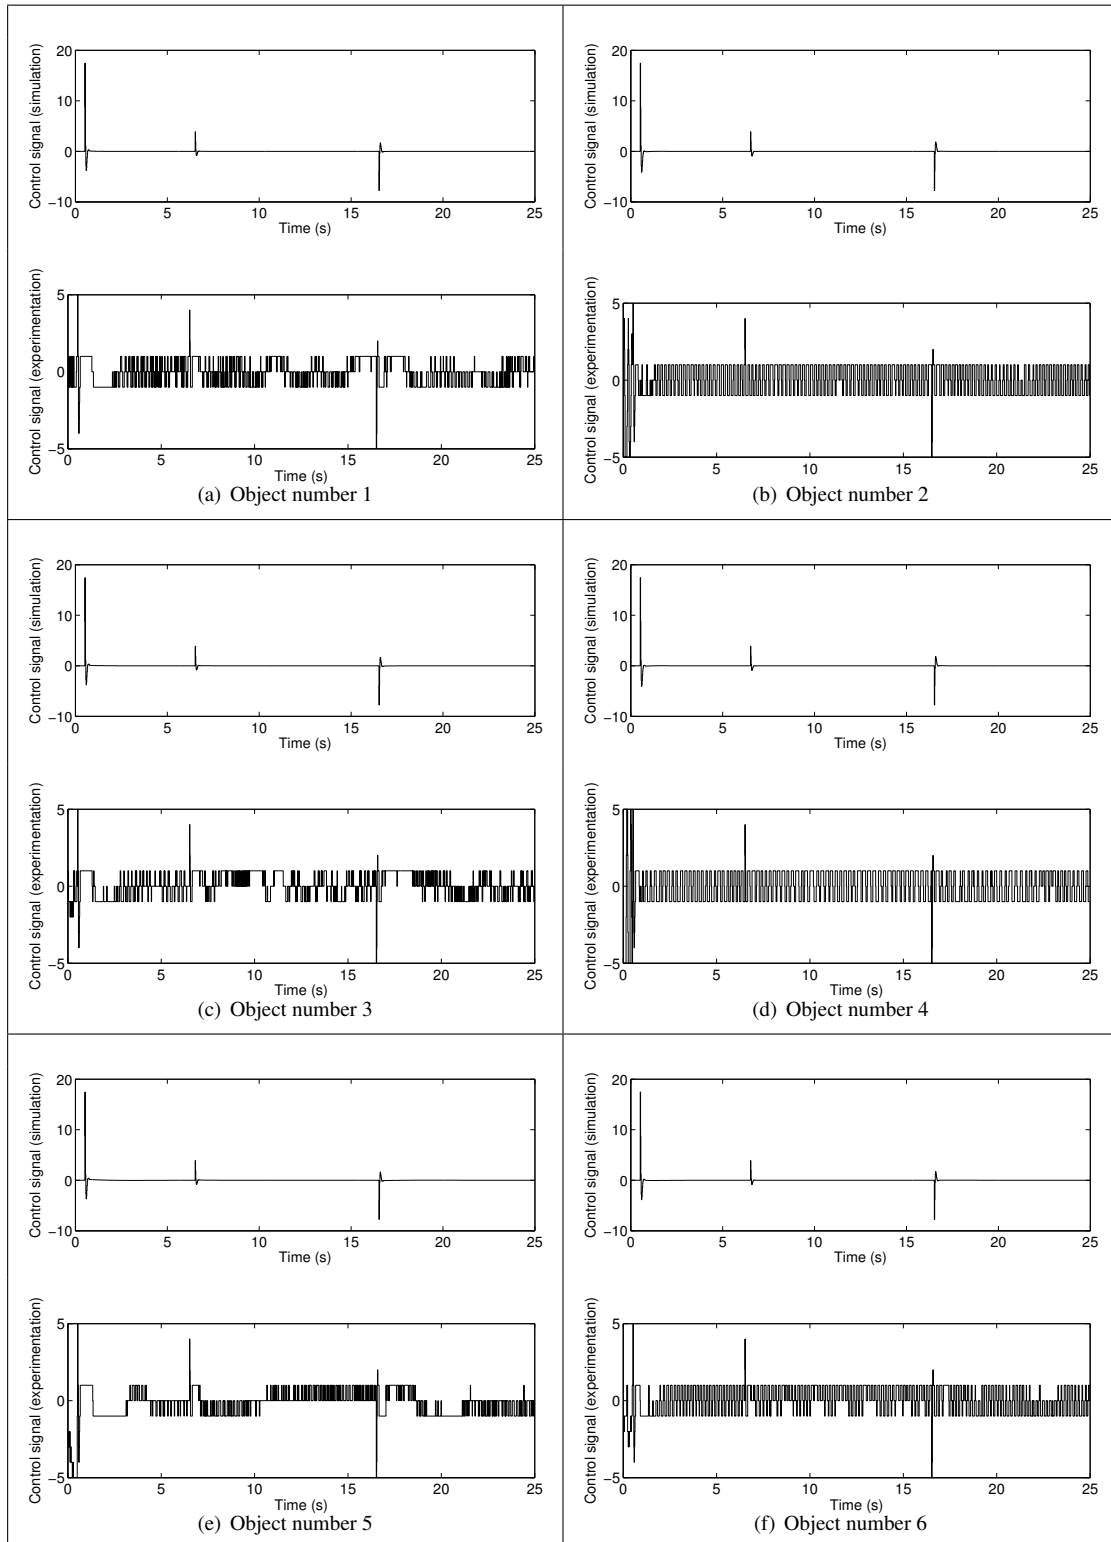 Control signal (simulation)
20
10
0
−10
0 5 10 15 20 25
Time (s)
Control signal (experimentation)
5
0
−5
0 5 10 15 20 25
Time (s)
(a) Object number 1
Control signal (simulation)
20
10
0
−10
0 5 10 15 20 25
Time (s)
Control signal (experimentation)
5
0
−5
0 5 10 15 20 25
Time (s)
(b) Object number 2
Control signal (simulation)
20
10
0
−10
0 5 10 15 20 25
Time (s)
Control signal (experimentation)
5
0
−5
0 5 10 15 20 25
Time (s)
(c) Object number 3
Control signal (simulation)
20
10
0
−10
0 5 10 15 20 25
Time (s)
Control signal (experimentation)
5
0
−5
0 5 10 15 20 25
Time (s)
(d) Object number 4
Control signal (simulation)
20
10
0
−10
0 5 10 15 20 25
Time (s)
Control signal (experimentation)
5
0
−5
0 5 10 15 20 25
Time (s)
(e) Object number 5
Control signal (simulation)
20
10
0
−10
0 5 10 15 20 25
Time (s)
Control signal (experimentation)
5
0
−5
0 5 10 15 20 25
Time (s)
(f) Object number 6